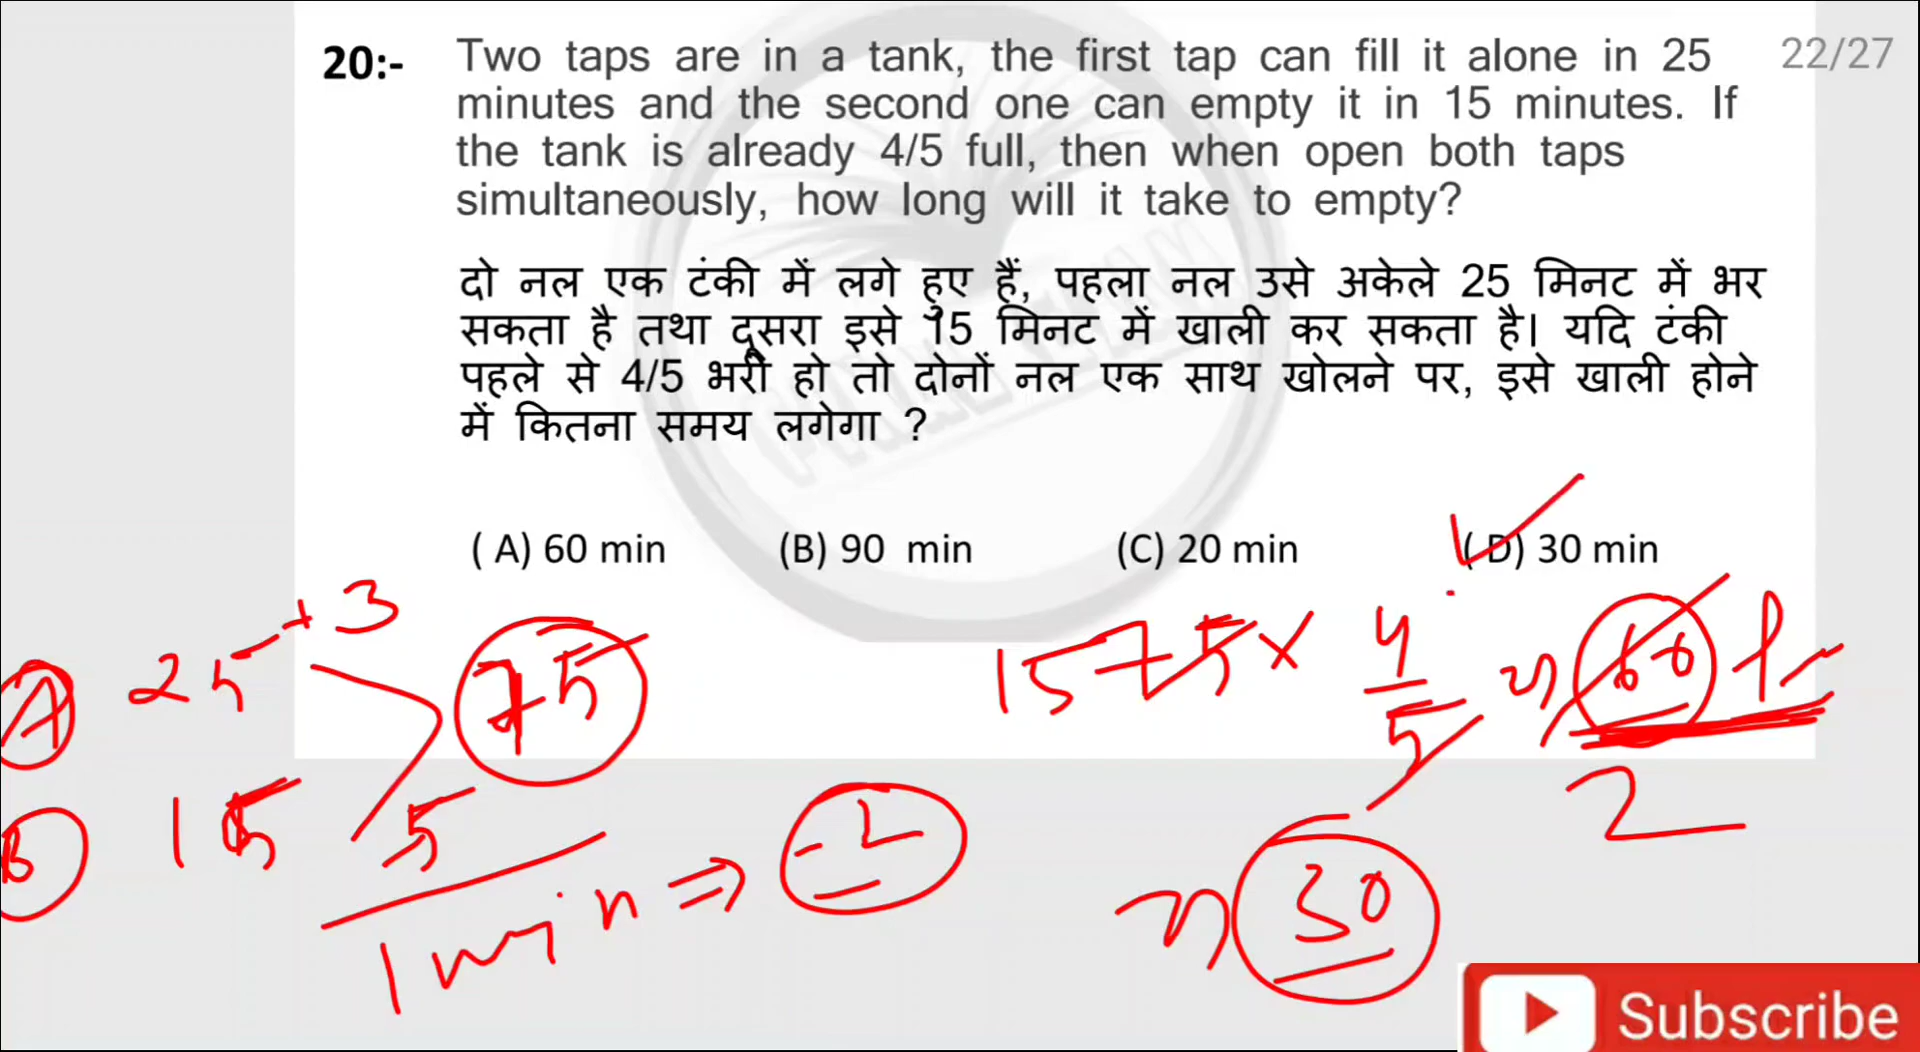 20:- Two taps are in a tank, the first tap can fill it alone in 25 22/27
minutes and the second one can empty it in 15 minutes. If
the tank is already 4/5 full, then when open both taps
simultaneously, how long will it take to empty?
दो नल एक टंकी में लगे हुए हैं, पहला नल उसे अकेले 25 मिनट में भर
सकता है तथा दूसरा इसे 15 मिनट में खाली कर सकता है। यदि टंकी
पहले से 4/5 भरी हो तो दोनों नल एक साथ खोलने पर, इसे खाली होने
में कितना समय लगेगा ?
( A) 60 min (B) 90 min (C) 20 min ( D) 30 min
+ 3
A 25 75
15 75 × 4/5 60
2
B 15 5
1 min ⇒ -2
30
Subscribe